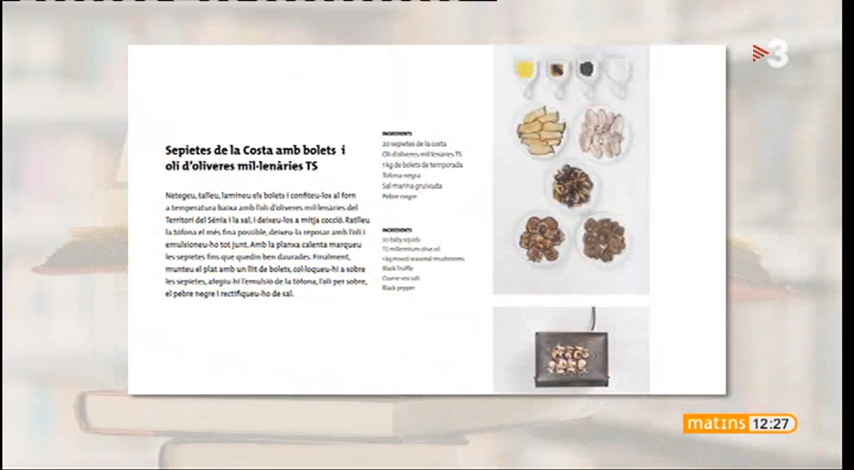 3
Sepietes de la Costa amb bolets i
oli d'oliveres mil·lenàries TS
Netegeu, talleu, lamineu els bolets i confiteu-los al forn
a temperatura baixa amb l'oli d'oliveres mil·lenàries del
Territori del Sénia i la sal, i deixeu-los a mitja cocció. Ratlleu
la tòfona el més fina possible, deixeu-la reposar amb l'oli i
emulsioneu-ho tot junt. Amb la planxa calenta marqueu
les sepietes fins que quedin ben daurades. Finalment,
munteu el plat amb un llit de bolets, col·loqueu-hi a sobre
les sepietes, afegiu-hi l'emulsió de la tòfona, l'oli per sobre,
el pebre negre i rectifiqueu-ho de sal.
INGREDIENTS
20 sepietes de la costa
Oli d'oliveres mil·lenàries TS
1 kg de bolets de temporada
Tòfona negra
Sal marina gruixuda
Pebre negre
INGREDIENTS
20 baby squids
TS millennium olive oil
1 kg mixed seasonal mushrooms
Black Truffle
Coarse sea salt
Black pepper
matins 12:27